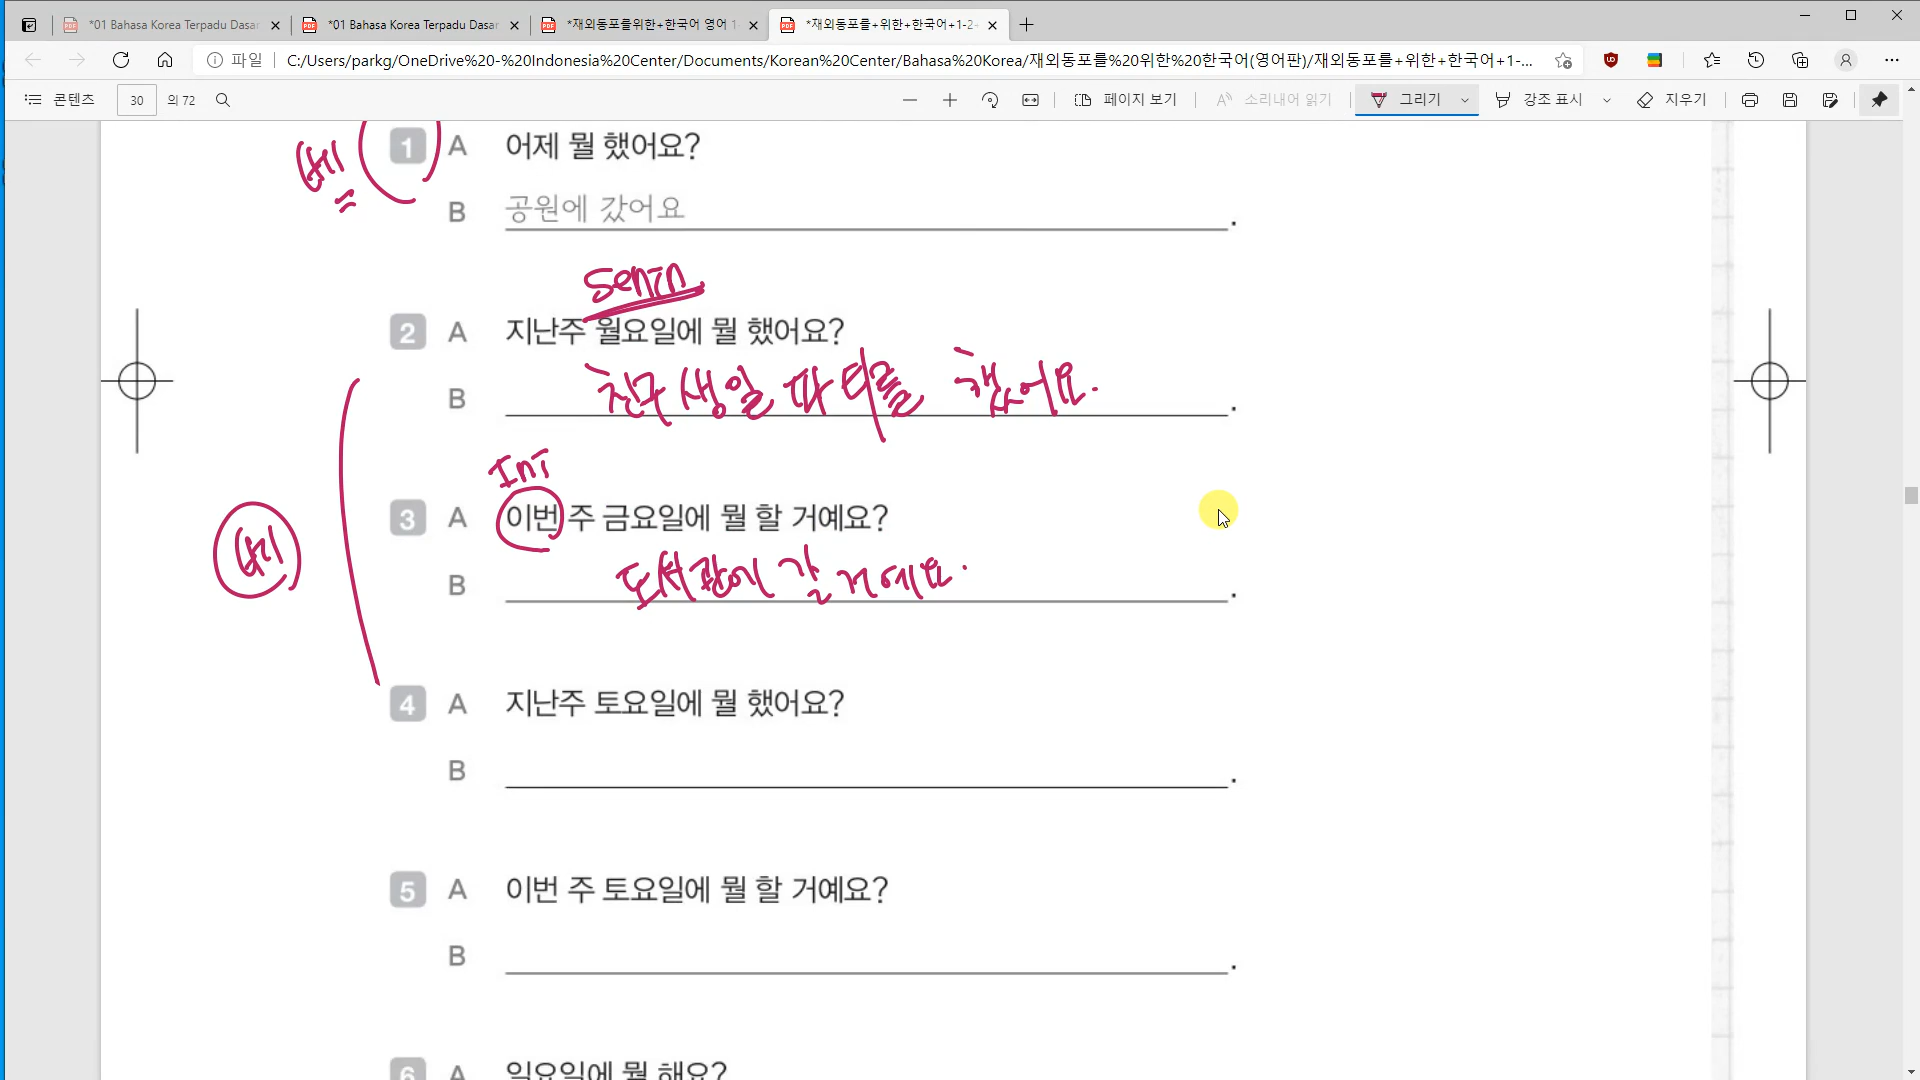 *01 Bahasa Korea Terpadu Dasar *01 Bahasa Korea Terpadu Dasar *재외동포를위한+한국어 영어 1 *재외동포를+위한+한국어+1-2-
파일 C:/Users/parkg/OneDrive%20-%20Indonesia%20Center/Documents/Korean%20Center/Bahasa%20Korea/재외동포를%20위한%20한국어(영어판)/재외동포를+위한+한국어+1-...
콘텐츠 30 의 72 페이지 보기 소리내어 읽기 그리기 강조 표시 지우기
1 A 어제 뭘 했어요?
B 공원에 갔어요.
Senin
2 A 지난주 월요일에 뭘 했어요?
B 친구 생일 파티를 했어요.
InI
3 A 이번 주 금요일에 뭘 할 거예요?
B 도서관에 갈 거예요.
4 A 지난주 토요일에 뭘 했어요?
B .
5 A 이번 주 토요일에 뭘 할 거예요?
B .
6 A 일요일에 뭘 해요?